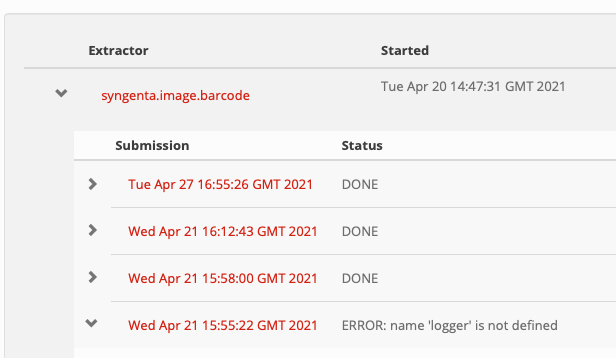 Extractor Started
syngenta.image.barcode Tue Apr 20 14:47:31 GMT 2021
Submission Status
Tue Apr 27 16:55:26 GMT 2021 DONE
Wed Apr 21 16:12:43 GMT 2021 DONE
Wed Apr 21 15:58:00 GMT 2021 DONE
Wed Apr 21 15:55:22 GMT 2021 ERROR: name 'logger' is not defined